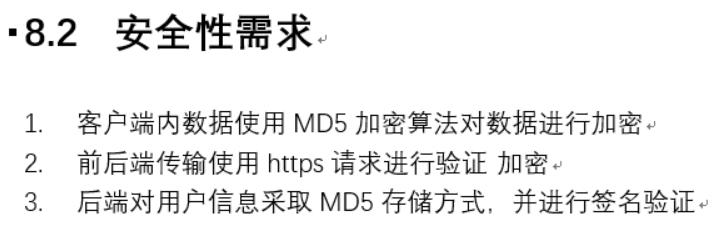 8.2 安全性需求
1. 客户端内数据使用 MD5 加密算法对数据进行加密
2. 前后端传输使用 https 请求进行验证 加密
3. 后端对用户信息采取 MD5 存储方式，并进行签名验证